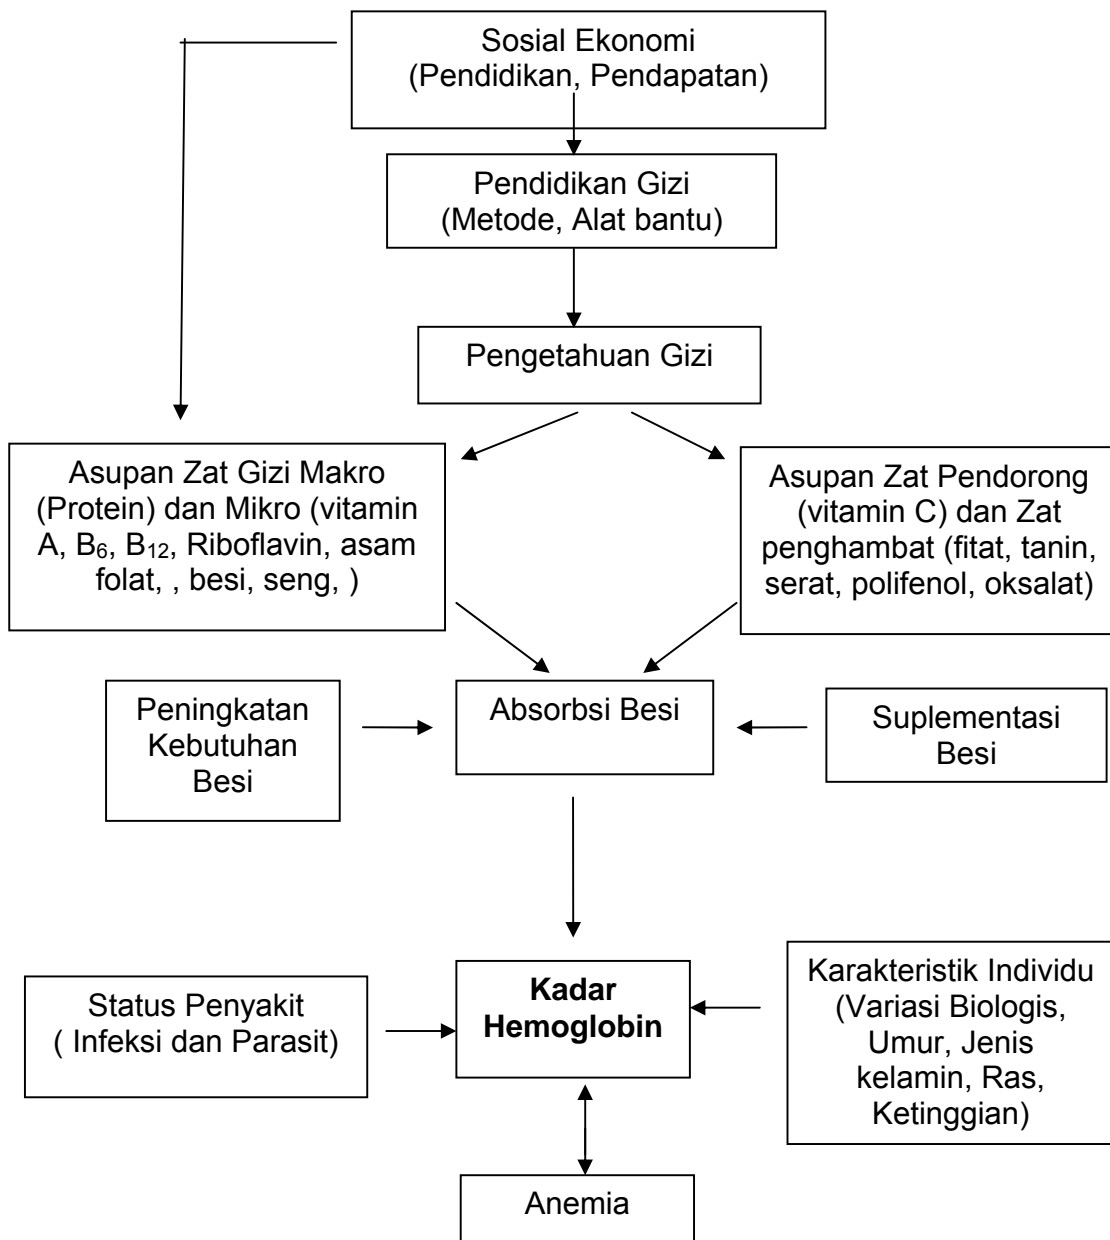 Sosial Ekonomi
(Pendidikan, Pendapatan)
Pendidikan Gizi
(Metode, Alat bantu)
Pengetahuan Gizi
Asupan Zat Gizi Makro
(Protein) dan Mikro (vitamin
A, B₆, B₁₂, Riboflavin, asam
folat, , besi, seng, )
Asupan Zat Pendorong
(vitamin C) dan Zat
penghambat (fitat, tanin,
serat, polifenol, oksalat)
Peningkatan
Kebutuhan
Besi
Absorbsi Besi
Suplementasi
Besi
Status Penyakit
( Infeksi dan Parasit)
Kadar
Hemoglobin
Karakteristik Individu
(Variasi Biologis,
Umur, Jenis
kelamin, Ras,
Ketinggian)
Anemia